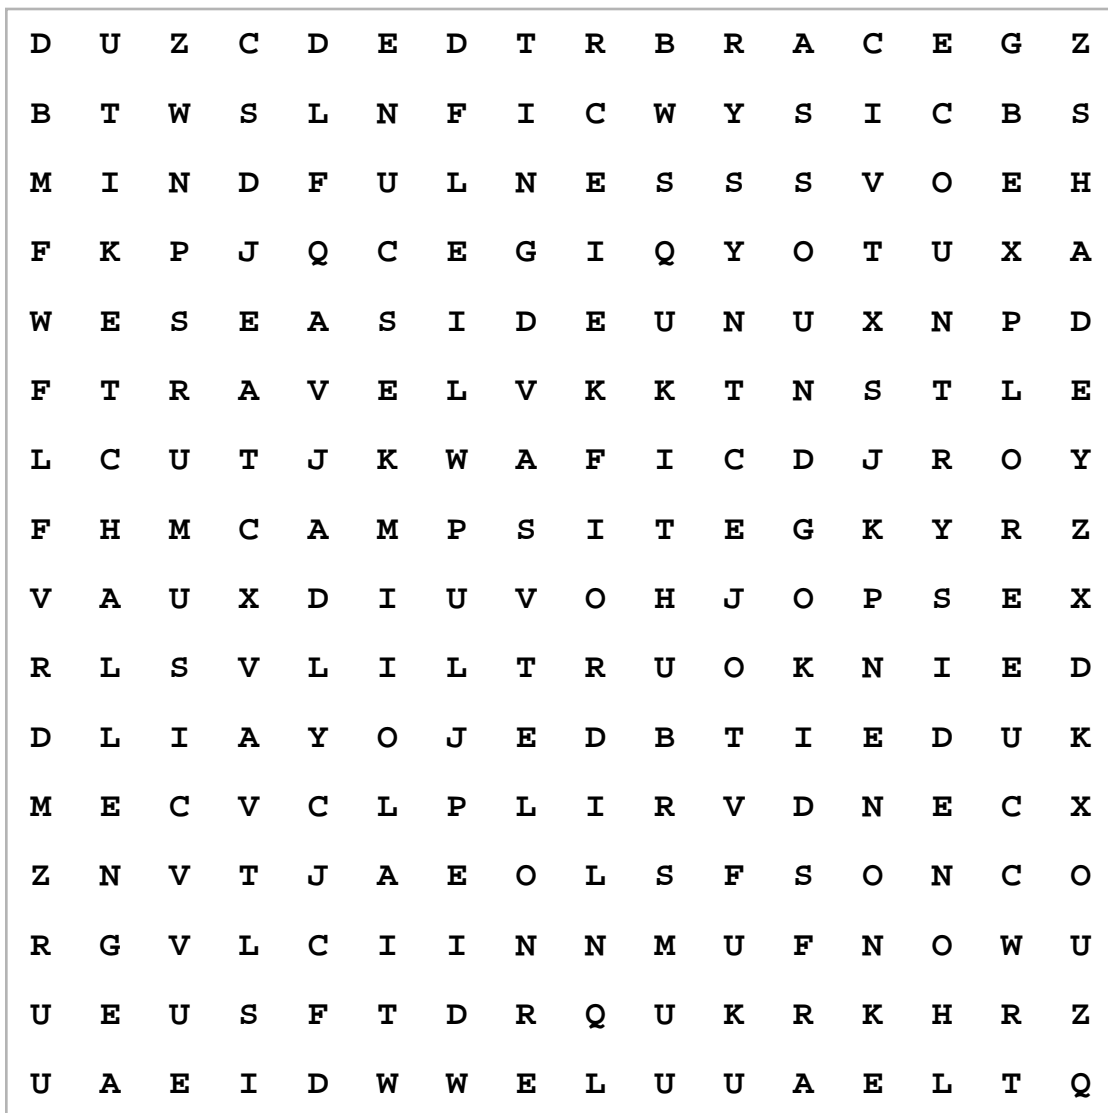 D U Z C D E D T R B R A C E G Z
B T W S L N F I C W Y S I C B S
M I N D F U L N E S S S V O E H
F K P J Q C E G I Q Y O T U X A
W E S E A S I D E U N U X N P D
F T R A V E L V K K T N S T L E
L C U T J K W A F I C D J R O Y
F H M C A M P S I T E G K Y R Z
V A U X D I U V O H J O P S E X
R L S V L I L T R U O K N I E D
D L I A Y O J E D B T I E D U K
M E C V C L P L I R V D N E C X
Z N V T J A E O L S F S O N C O
R G V L C I I N N M U F N O W U
U E U S F T D R Q U K R K H R Z
U A E I D W W E L U U A E L T Q